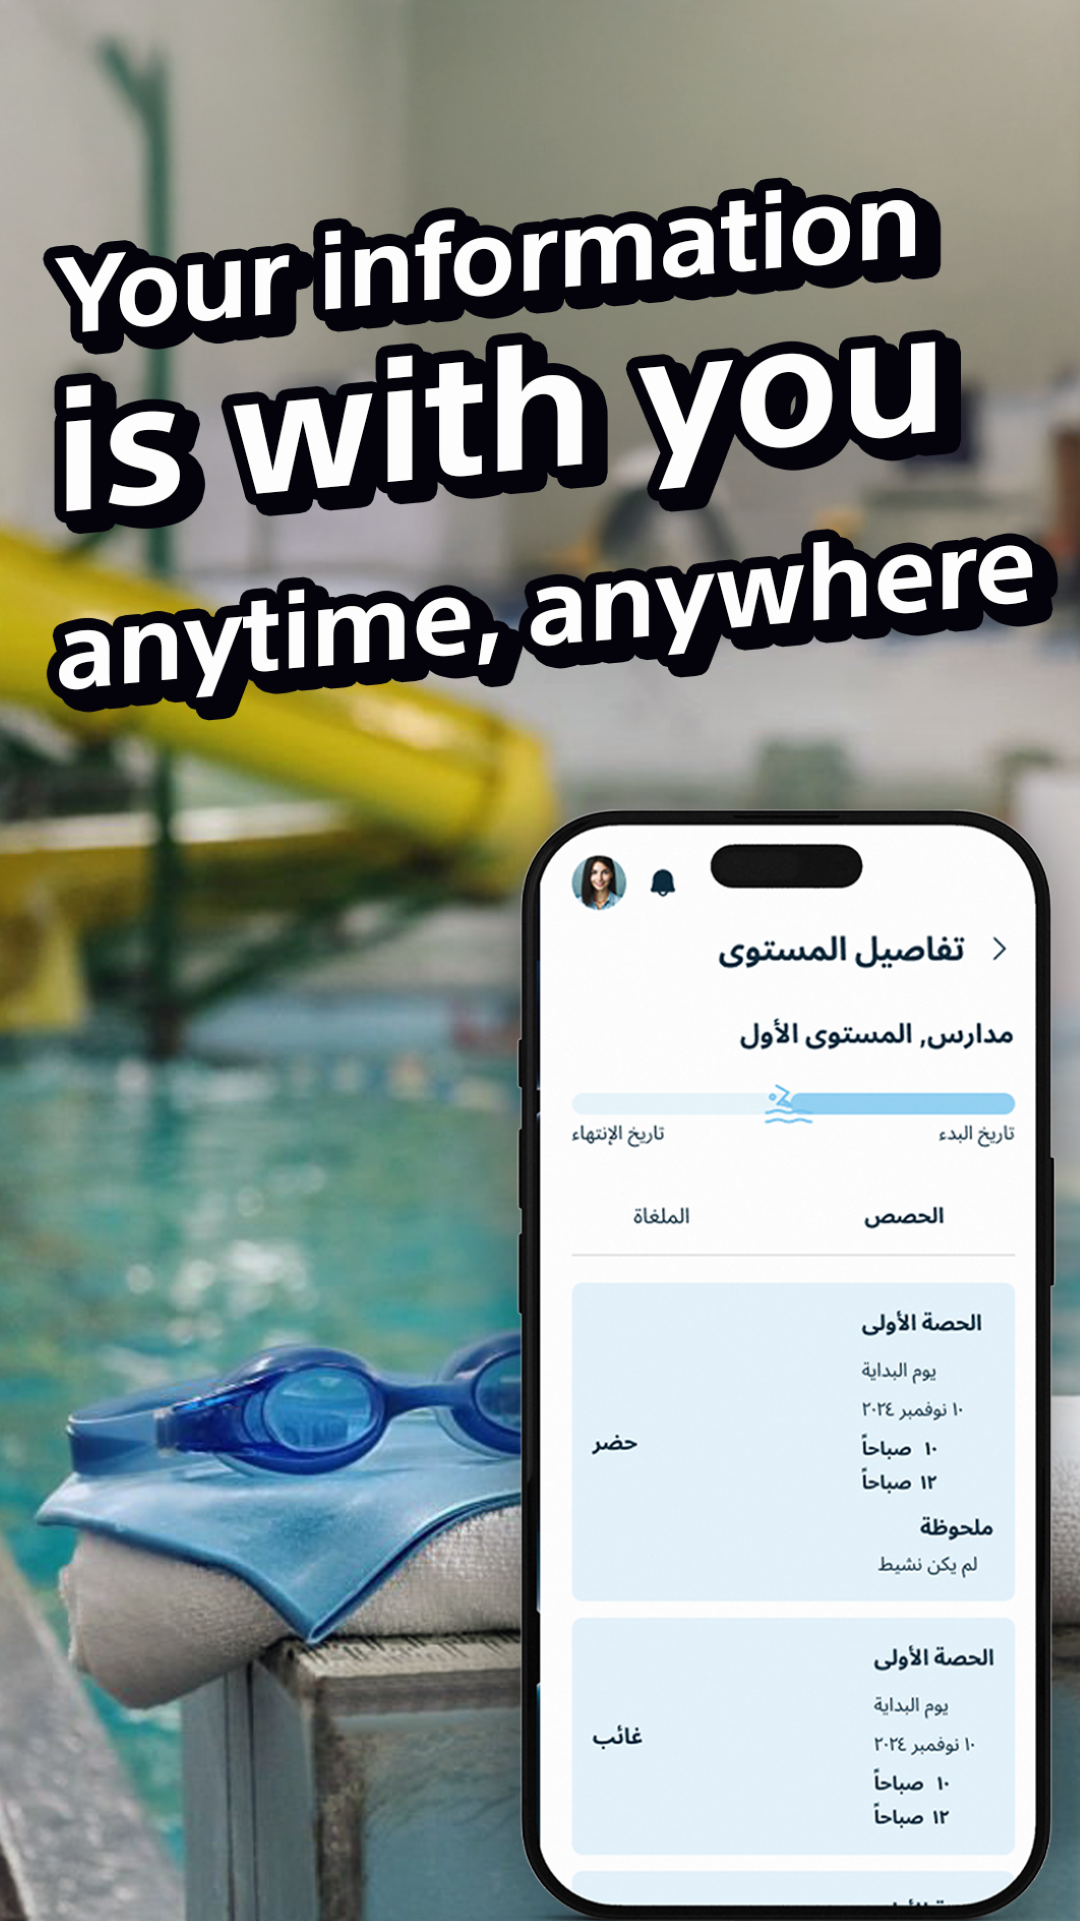 Your information
is with you
anytime, anywhere
تفاصيل المستوى
مدارس, المستوى الأول
تاريخ البدء
تاريخ الإنتهاء
الحصص
الملغاة
الحصة الأولى
يوم البداية
١٠ نوفمبر ٢٠٢٤
١٠ صباحاً
١٢ صباحاً
حضر
ملحوظة
لم يكن نشيط
الحصة الأولى
يوم البداية
١٠ نوفمبر ٢٠٢٤
١٠ صباحاً
١٢ صباحاً
غائب